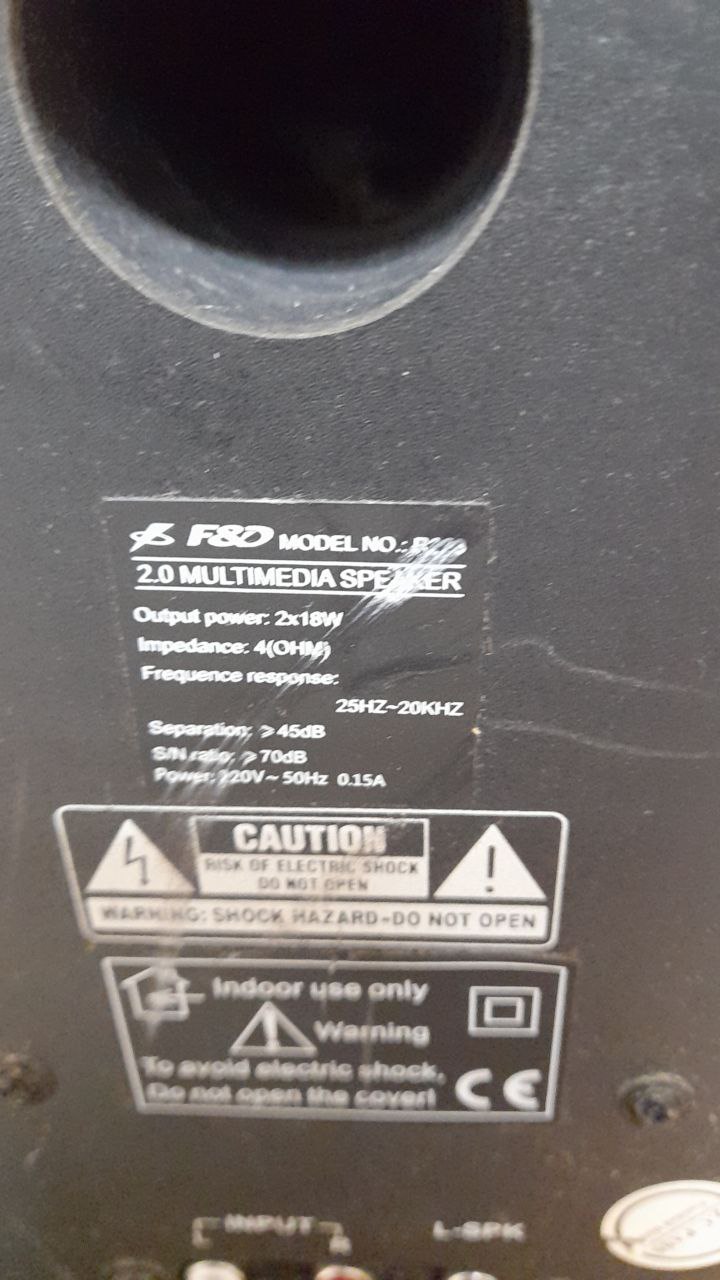 F&D MODEL NO.:
2.0 MULTIMEDIA SPEAKER
Output power: 2x18W
Impedance: 4(OHM)
Frequence response:
25HZ~20KHZ
Separation: >45dB
S/N ratio: >70dB
Power: 220V~50Hz 0.15A
CAUTION
RISK OF ELECTRIC SHOCK
DO NOT OPEN
WARNING: SHOCK HAZARD-DO NOT OPEN
Indoor use only
Warning
To avoid electric shock,
Do not open the cover!
CE
INPUT L-SPK
L R